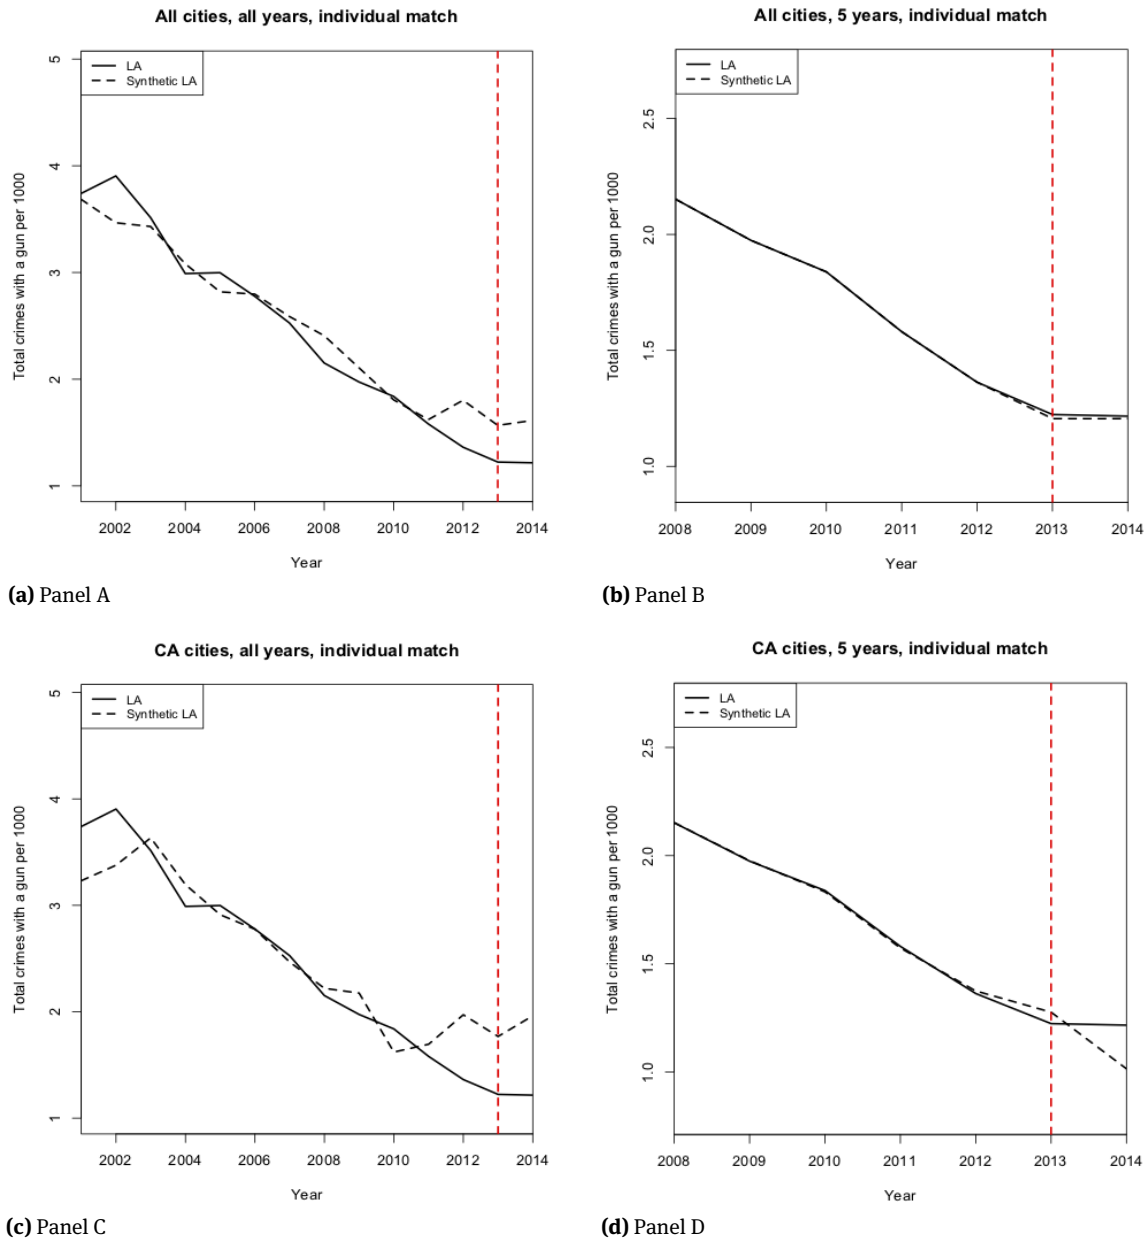 All cities, all years, individual match
LA
Synthetic LA
Total crimes with a gun per 1000
5
4
3
2
1
2002 2004 2006 2008 2010 2012 2014
Year
(a) Panel A
All cities, 5 years, individual match
LA
Synthetic LA
Total crimes with a gun per 1000
2.5
2.0
1.5
1.0
2008 2009 2010 2011 2012 2013 2014
Year
(b) Panel B
CA cities, all years, individual match
LA
Synthetic LA
Total crimes with a gun per 1000
5
4
3
2
1
2002 2004 2006 2008 2010 2012 2014
Year
(c) Panel C
CA cities, 5 years, individual match
LA
Synthetic LA
Total crimes with a gun per 1000
2.5
2.0
1.5
1.0
2008 2009 2010 2011 2012 2013 2014
Year
(d) Panel D